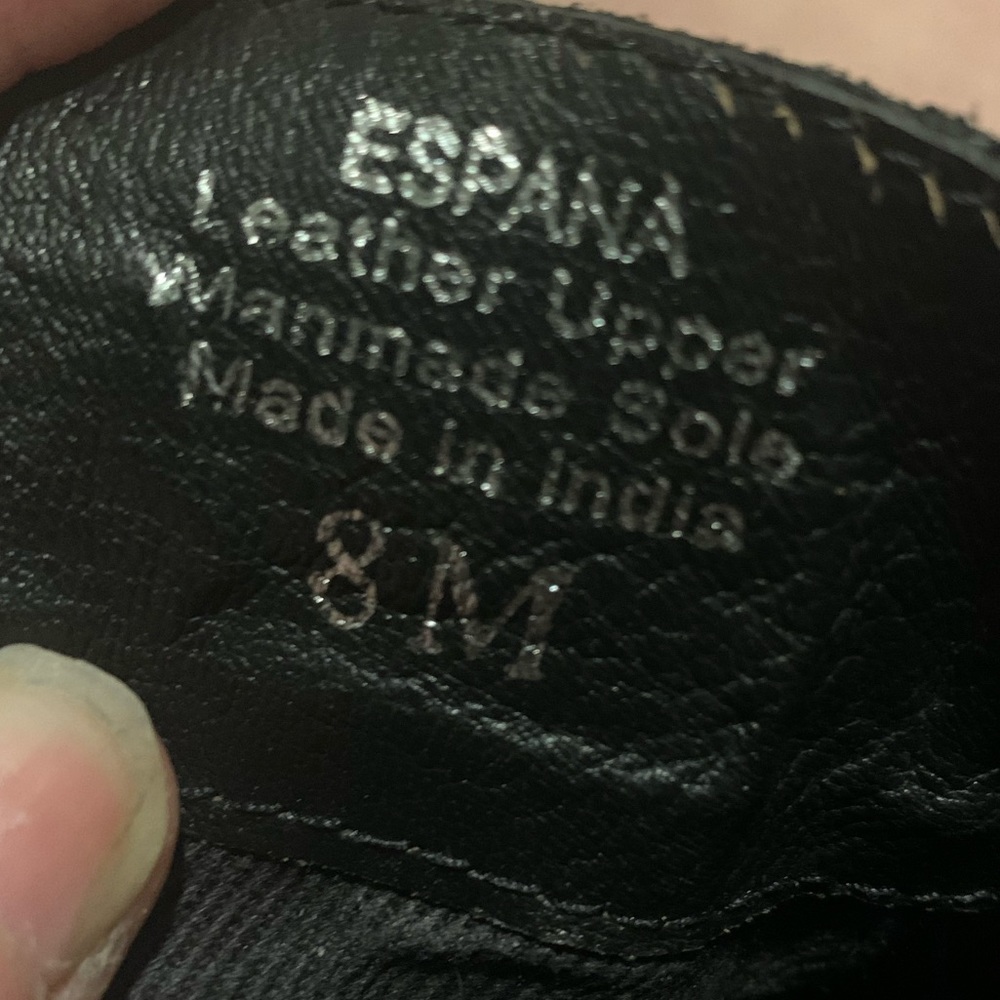 ESPANA
Leather Upper
Manmade Sole
Made in India
8M